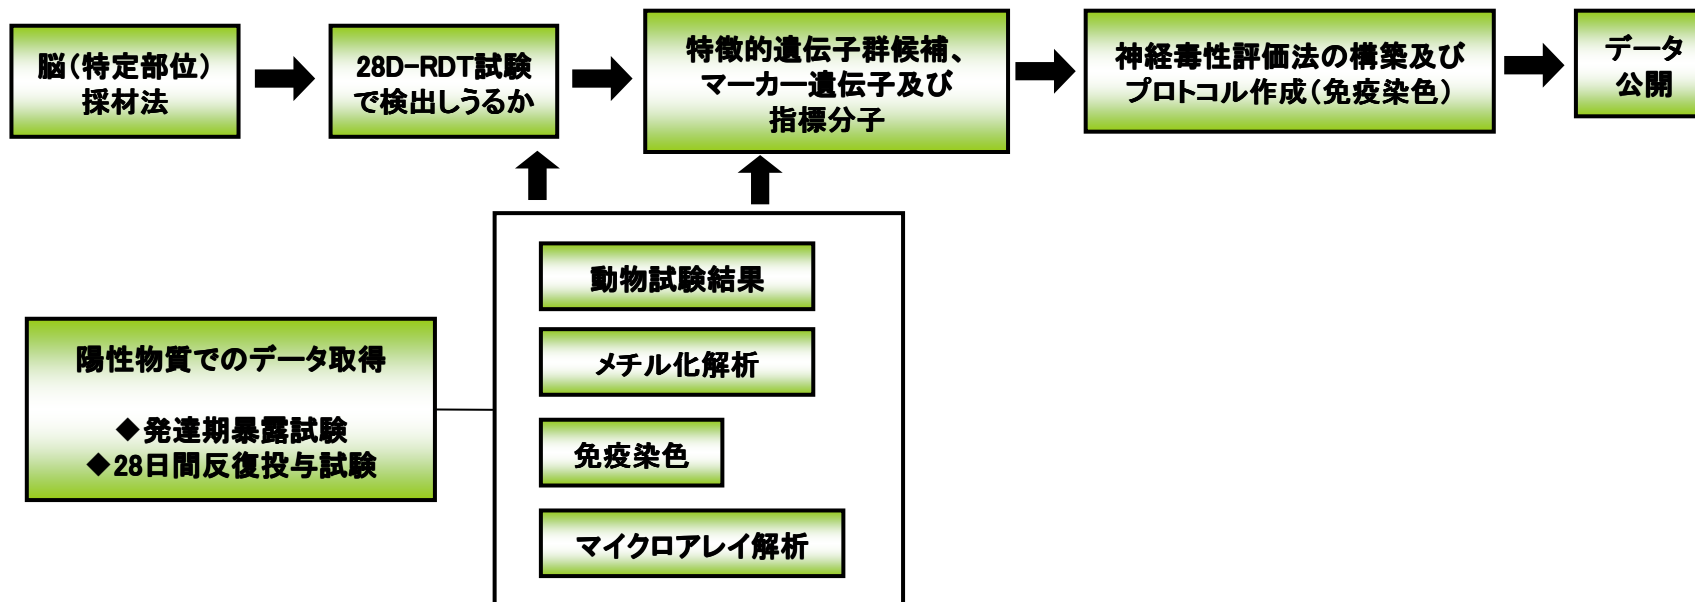 脳(特定部位)
採材法
28D-RDT試験
で検出しうるか
特徴的遺伝子群候補、
マーカー遺伝子及び
指標分子
神経毒性評価法の構築及び
プロトコル作成(免疫染色)
データ
公開
動物試験結果
メチル化解析
免疫染色
マイクロアレイ解析
陽性物質でのデータ取得
◆発達期暴露試験
◆28日間反復投与試験